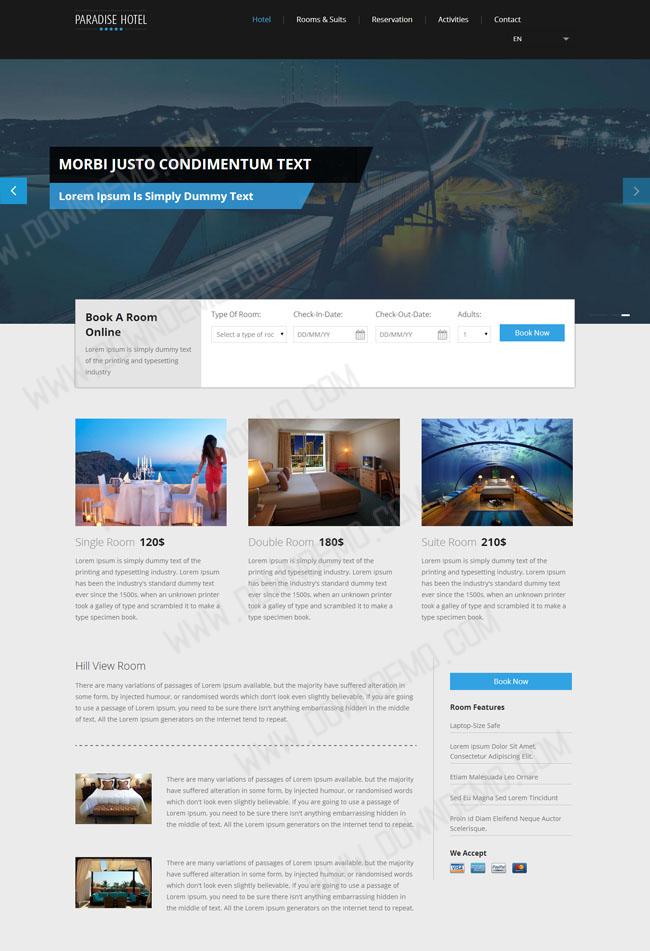 PARADISE HOTEL
Hotel
Rooms & Suits
Reservation
Activities
Contact
EN
MORBI JUSTO CONDIMENTUM TEXT
Lorem Ipsum Is Simply Dummy Text
Book A Room
Online
Lorem ipsum is simply dummy text
of the printing and typesetting
industry
Type Of Room:
Select a type of roc
Check-In-Date:
DD/MM/YY
Check-Out-Date:
DD/MM/YY
Adults:
1
Book Now
Single Room 120$
Lorem Ipsum is simply dummy text of the
printing and typesetting industry. Lorem Ipsum
has been the industry's standard dummy text
ever since the 1500s, when an unknown printer
took a galley of type and scrambled it to make a
type specimen book.
Double Room 180$
Lorem Ipsum is simply dummy text of the
printing and typesetting industry. Lorem Ipsum
has been the industry's standard dummy text
ever since the 1500s, when an unknown printer
took a galley of type and scrambled it to make a
type specimen book.
Suite Room 210$
Lorem Ipsum is simply dummy text of the
printing and typesetting industry. Lorem Ipsum
has been the industry's standard dummy text
ever since the 1500s, when an unknown printer
took a galley of type and scrambled it to make a
type specimen book.
Hill View Room
There are many variations of passages of Lorem Ipsum available, but the majority have suffered alteration in
some form, by injected humour, or randomised words which don't look even slightly believable. If you are going
to use a passage of Lorem Ipsum, you need to be sure there isn't anything embarrassing hidden in the middle
of text. All the Lorem Ipsum generators on the internet tend to repeat.
There are many variations of passages of Lorem Ipsum available, but the majority
have suffered alteration in some form, by injected humour, or randomised words
which don't look even slightly believable. If you are going to use a passage of
Lorem Ipsum, you need to be sure there isn't anything embarrassing hidden in
the middle of text. All the Lorem Ipsum generators on the internet tend to repeat.
There are many variations of passages of Lorem Ipsum available, but the majority
have suffered alteration in some form, by injected humour, or randomised words
which don't look even slightly believable. If you are going to use a passage of
Lorem Ipsum, you need to be sure there isn't anything embarrassing hidden in
the middle of text. All the Lorem Ipsum generators on the internet tend to repeat.
Book Now
Room Features
Laptop-Size Safe
Lorem Ipsum Dolor Sit Amet,
Consectetur Adipiscing Elit.
Etiam Malesuada Leo Ornare
Sed Eu Magna Sed Lorem Tincidunt
Proin Id Diam Eleifend Neque Auctor
Scelerisque.
We Accept
VISA
WWW.DOWNDEMO.COM
WWW.DOWNDEMO.COM
WWW.DOWNDEMO.COM
WWW.DOWNDEMO.COM